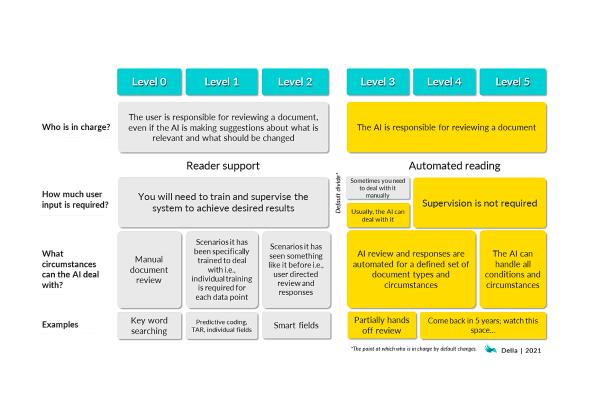 Level 0 Level 1 Level 2 Level 3 Level 4 Level 5
Who is in charge?
The user is responsible for reviewing a document,
even if the AI is making suggestions about what is
relevant and what should be changed
The AI is responsible for reviewing a document
Reader support
Automated reading
Default divide*
How much user
input is required?
You will need to train and supervise the
system to achieve desired results
Sometimes you need
to deal with it
manually
Usually, the AI can
deal with it
Supervision is not required
What
circumstances
can the AI deal
with?
Manual
document
review
Scenarios it has
been specifically
trained to deal
with i.e.,
individual training
is required for
each data point
Scenarios it has
seen something
like it before i.e.,
user directed
review and
responses
AI review and responses are
automated for a defined set of
document types and
circumstances
The AI can
handle all
conditions and
circumstances
Examples
Key word
searching
Predictive coding,
TAR, individual fields
Smart fields
Partially hands
off review
Come back in 5 years; watch this
space...
*The point at which who is in charge by default changes.
Della | 2021